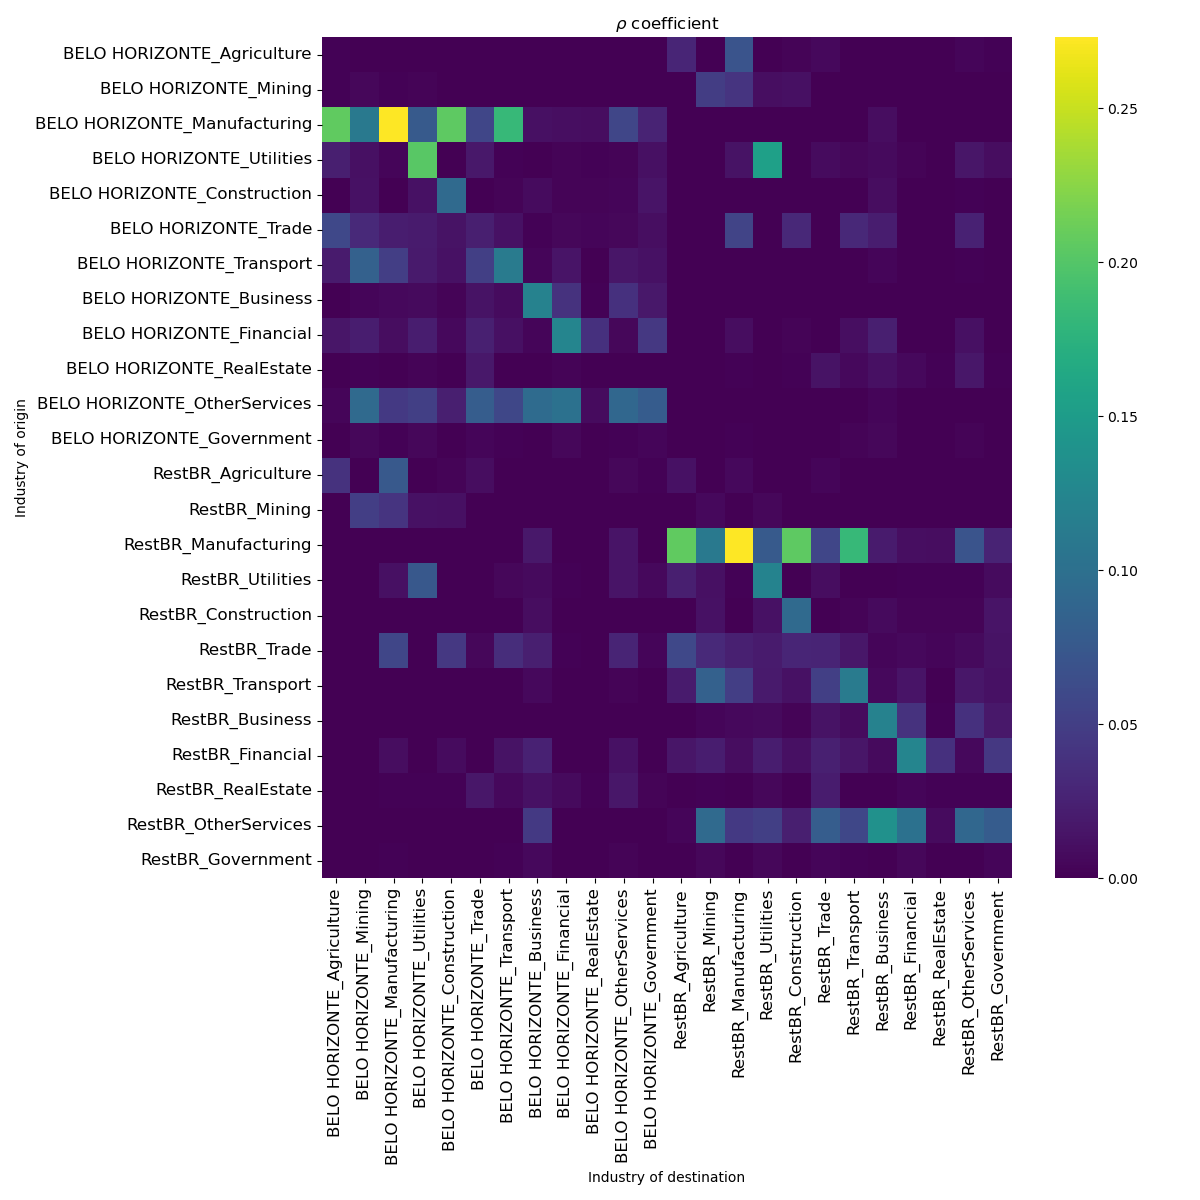 ρ coefficient
BELO HORIZONTE_Agriculture
BELO HORIZONTE_Mining
BELO HORIZONTE_Manufacturing
BELO HORIZONTE_Utilities
BELO HORIZONTE_Construction
BELO HORIZONTE_Trade
BELO HORIZONTE_Transport
BELO HORIZONTE_Business
BELO HORIZONTE_Financial
BELO HORIZONTE_RealEstate
BELO HORIZONTE_OtherServices
BELO HORIZONTE_Government
RestBR_Agriculture
RestBR_Mining
RestBR_Manufacturing
RestBR_Utilities
RestBR_Construction
RestBR_Trade
RestBR_Transport
RestBR_Business
RestBR_Financial
RestBR_RealEstate
RestBR_OtherServices
RestBR_Government
Industry of origin
BELO HORIZONTE_Agriculture
BELO HORIZONTE_Mining
BELO HORIZONTE_Manufacturing
BELO HORIZONTE_Utilities
BELO HORIZONTE_Construction
BELO HORIZONTE_Trade
BELO HORIZONTE_Transport
BELO HORIZONTE_Business
BELO HORIZONTE_Financial
BELO HORIZONTE_RealEstate
BELO HORIZONTE_OtherServices
BELO HORIZONTE_Government
RestBR_Agriculture
RestBR_Mining
RestBR_Manufacturing
RestBR_Utilities
RestBR_Construction
RestBR_Trade
RestBR_Transport
RestBR_Business
RestBR_Financial
RestBR_RealEstate
RestBR_OtherServices
RestBR_Government
Industry of destination
0.25
0.20
0.15
0.10
0.05
0.00